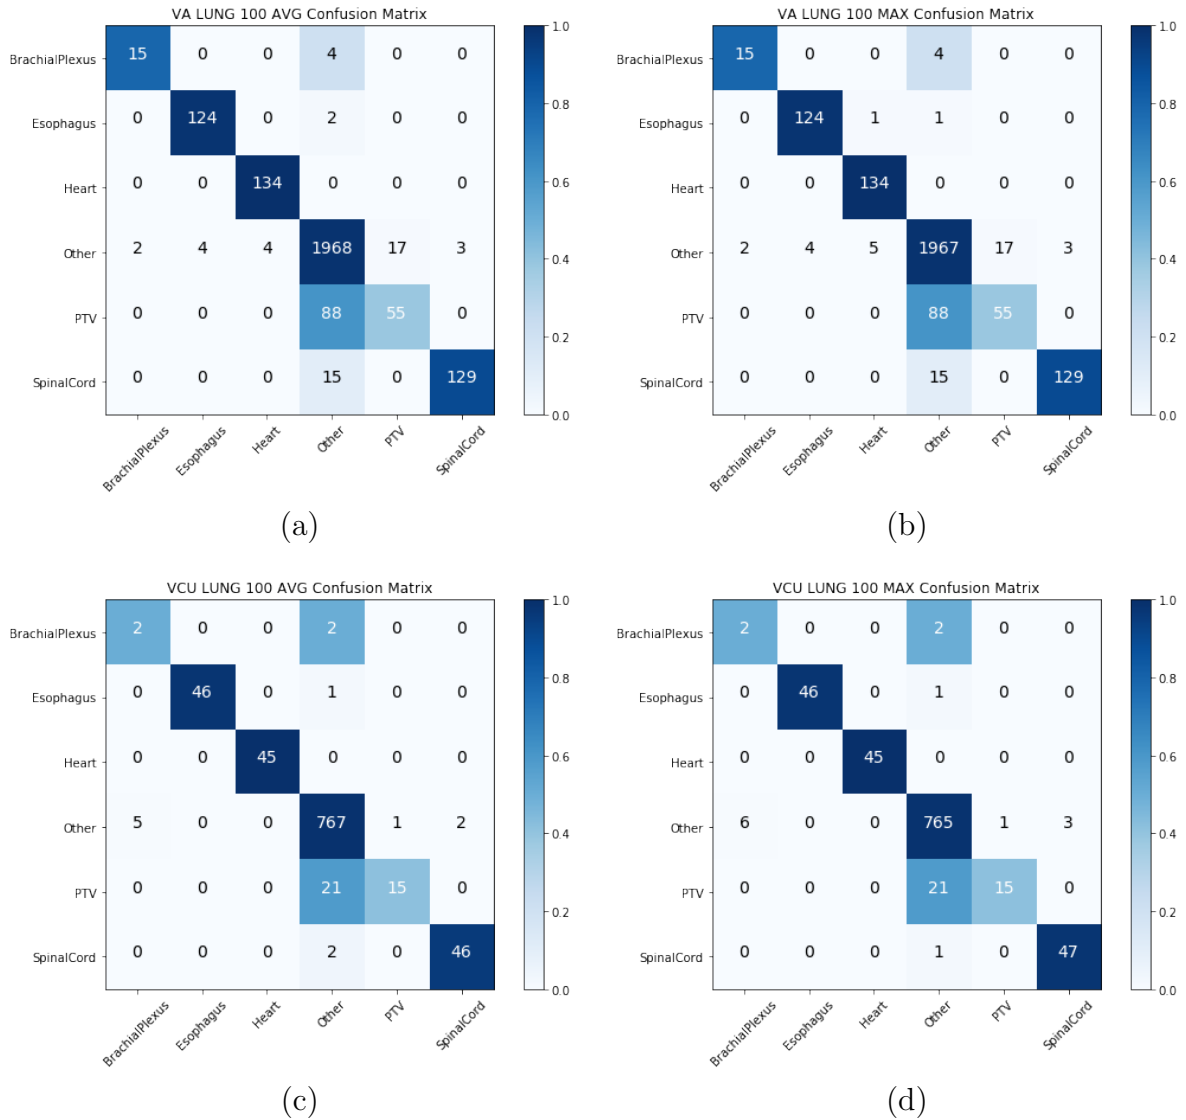 VA LUNG 100 AVG Confusion Matrix
BrachialPlexus 15 0 0 4 0 0
Esophagus 0 124 0 2 0 0
Heart 0 0 134 0 0 0
Other 2 4 4 1968 17 3
PTV 0 0 0 88 55 0
SpinalCord 0 0 0 15 0 129
BrachialPlexus Esophagus Heart Other PTV SpinalCord
1.0
0.8
0.6
0.4
0.2
0.0
(a)
VA LUNG 100 MAX Confusion Matrix
BrachialPlexus 15 0 0 4 0 0
Esophagus 0 124 1 1 0 0
Heart 0 0 134 0 0 0
Other 2 4 5 1967 17 3
PTV 0 0 0 88 55 0
SpinalCord 0 0 0 15 0 129
BrachialPlexus Esophagus Heart Other PTV SpinalCord
1.0
0.8
0.6
0.4
0.2
0.0
(b)
VCU LUNG 100 AVG Confusion Matrix
BrachialPlexus 2 0 0 2 0 0
Esophagus 0 46 0 1 0 0
Heart 0 0 45 0 0 0
Other 5 0 0 767 1 2
PTV 0 0 0 21 15 0
SpinalCord 0 0 0 2 0 46
BrachialPlexus Esophagus Heart Other PTV SpinalCord
1.0
0.8
0.6
0.4
0.2
0.0
(c)
VCU LUNG 100 MAX Confusion Matrix
BrachialPlexus 2 0 0 2 0 0
Esophagus 0 46 0 1 0 0
Heart 0 0 45 0 0 0
Other 6 0 0 765 1 3
PTV 0 0 0 21 15 0
SpinalCord 0 0 0 1 0 47
BrachialPlexus Esophagus Heart Other PTV SpinalCord
1.0
0.8
0.6
0.4
0.2
0.0
(d)